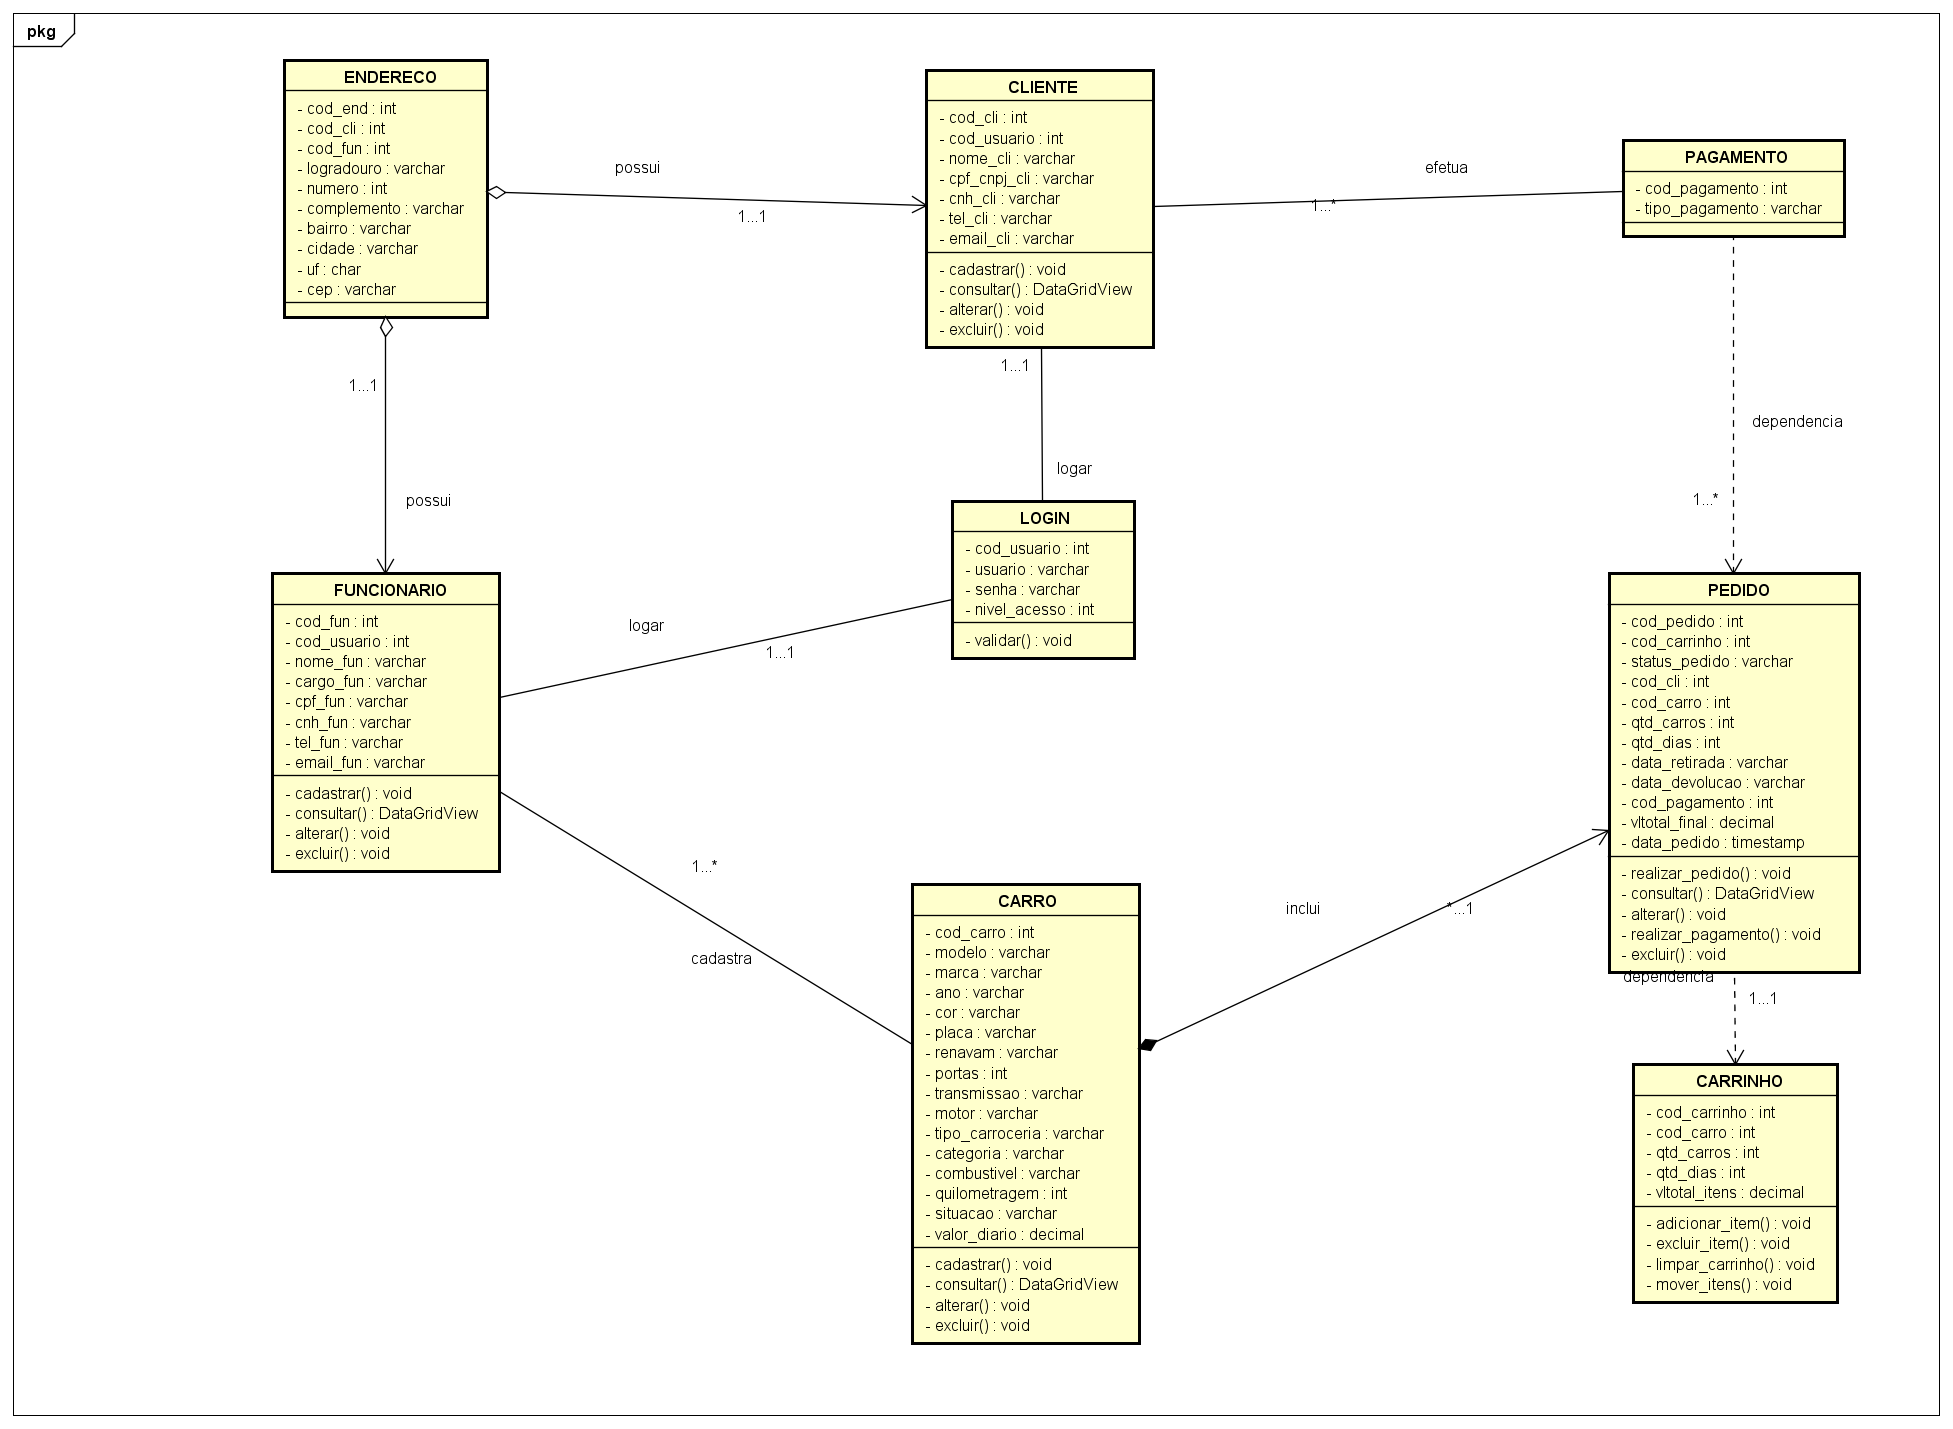 pkg
ENDERECO
- cod_end : int
- cod_cli : int
- cod_fun : int
- logradouro : varchar
- numero : int
- complemento : varchar
- bairro : varchar
- cidade : varchar
- uf : char
- cep : varchar
possui
1...1
CLIENTE
- cod_cli : int
- cod_usuario : int
- nome_cli : varchar
- cpf_cnpj_cli : varchar
- cnh_cli : varchar
- tel_cli : varchar
- email_cli : varchar
- cadastrar() : void
- consultar() : DataGridView
- alterar() : void
- excluir() : void
efetua
1...*
PAGAMENTO
- cod_pagamento : int
- tipo_pagamento : varchar
1...1
possui
1...1
logar
dependencia
1...*
LOGIN
- cod_usuario : int
- usuario : varchar
- senha : varchar
- nivel_acesso : int
- validar() : void
logar
1...1
FUNCIONARIO
- cod_fun : int
- cod_usuario : int
- nome_fun : varchar
- cargo_fun : varchar
- cpf_fun : varchar
- cnh_fun : varchar
- tel_fun : varchar
- email_fun : varchar
- cadastrar() : void
- consultar() : DataGridView
- alterar() : void
- excluir() : void
1...*
cadastra
PEDIDO
- cod_pedido : int
- cod_carrinho : int
- status_pedido : varchar
- cod_cli : int
- cod_carro : int
- qtd_carros : int
- qtd_dias : int
- data_retirada : varchar
- data_devolucao : varchar
- cod_pagamento : int
- vltotal_final : decimal
- data_pedido : timestamp
- realizar_pedido() : void
- consultar() : DataGridView
- alterar() : void
- realizar_pagamento() : void
- excluir() : void
inclui
*...1
dependencia
1...1
CARRO
- cod_carro : int
- modelo : varchar
- marca : varchar
- ano : varchar
- cor : varchar
- placa : varchar
- renavam : varchar
- portas : int
- transmissao : varchar
- motor : varchar
- tipo_carroceria : varchar
- categoria : varchar
- combustivel : varchar
- quilometragem : int
- situacao : varchar
- valor_diario : decimal
- cadastrar() : void
- consultar() : DataGridView
- alterar() : void
- excluir() : void
CARRINHO
- cod_carrinho : int
- cod_carro : int
- qtd_carros : int
- qtd_dias : int
- vltotal_itens : decimal
- adicionar_item() : void
- excluir_item() : void
- limpar_carrinho() : void
- mover_itens() : void